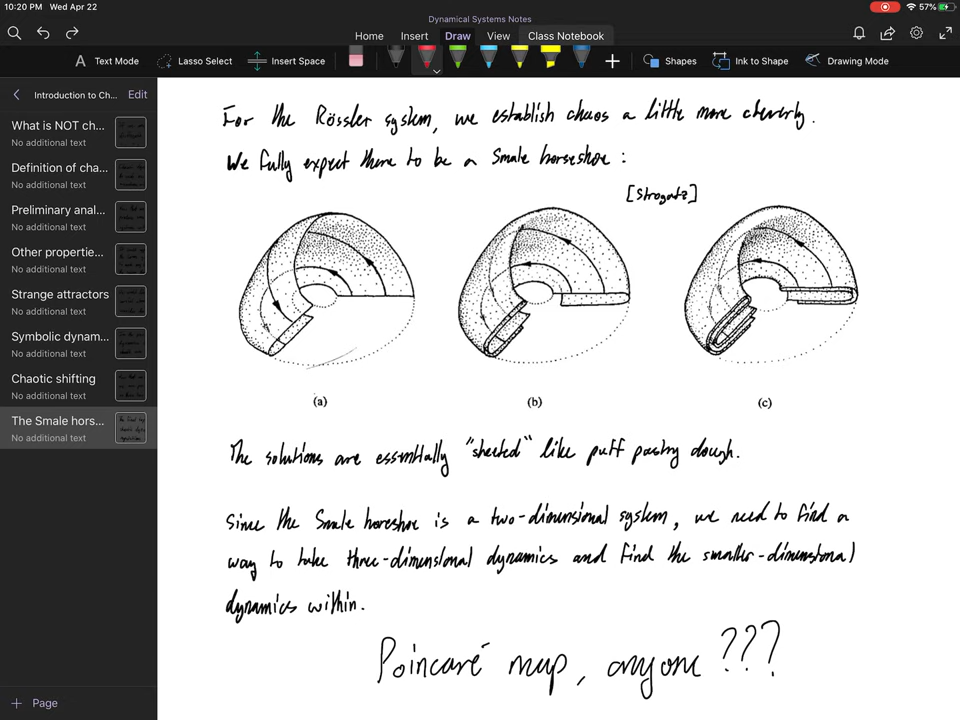 10:20 PM Wed Apr 22
57%
Dynamical Systems Notes
Home Insert Draw View Class Notebook
Text Mode Lasso Select Insert Space Shapes Ink to Shape Drawing Mode
Introduction to Ch... Edit
What is NOT ch...
No additional text
Definition of cha...
No additional text
Preliminary anal...
No additional text
Other propertie...
No additional text
Strange attractors
No additional text
Symbolic dynam...
No additional text
Chaotic shifting
No additional text
The Smale hors...
No additional text
Page
For the Rössler system, we establish chaos a little more cleverly.
We fully expect there to be a Smale horseshoe:
[Strogatz]
(a) (b) (c)
The solutions are essentially "sheeted" like puff pastry dough.
Since the Smale horseshoe is a two-dimensional system, we need to find a
way to take three-dimensional dynamics and find the smaller-dimensional
dynamics within.
Poincaré map, anyone ???